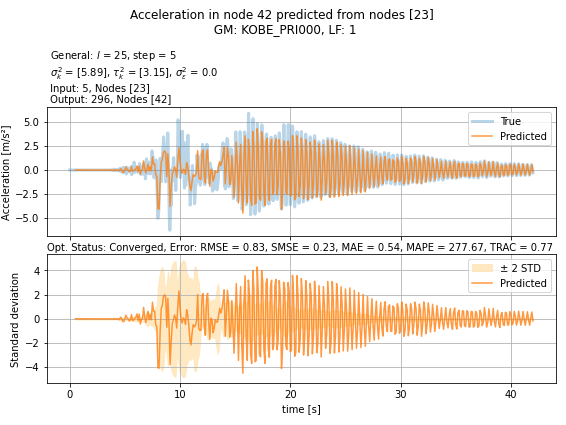 Acceleration in node 42 predicted from nodes [23]
GM: KOBE_PRI000, LF: 1
General: l = 25, step = 5
σ²ₖ = [5.89], τ²ₖ = [3.15], σ²ε = 0.0
Input: 5, Nodes [23]
Output: 296, Nodes [42]
Acceleration [m/s²]
5.0
2.5
0.0
−2.5
−5.0
True
Predicted
Opt. Status: Converged, Error: RMSE = 0.83, SMSE = 0.23, MAE = 0.54, MAPE = 277.67, TRAC = 0.77
Standard deviation
4
2
0
−2
−4
± 2 STD
Predicted
0 10 20 30 40
time [s]